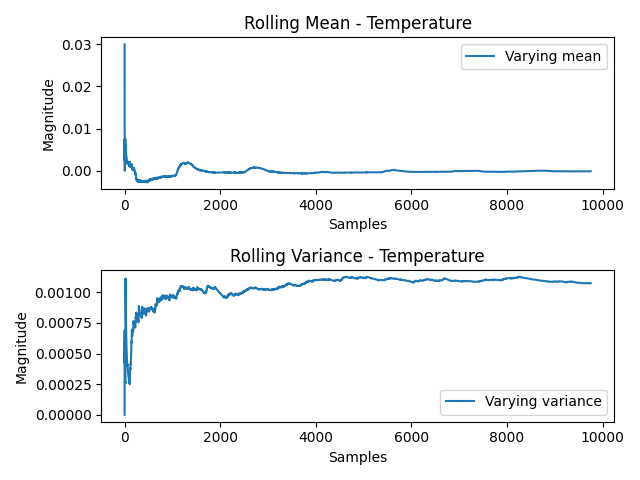 Rolling Mean - Temperature
0.03
0.02
0.01
0.00
Magnitude
Varying mean
0 2000 4000 6000 8000 10000
Samples
Rolling Variance - Temperature
0.00100
0.00075
0.00050
0.00025
0.00000
Magnitude
Varying variance
0 2000 4000 6000 8000 10000
Samples